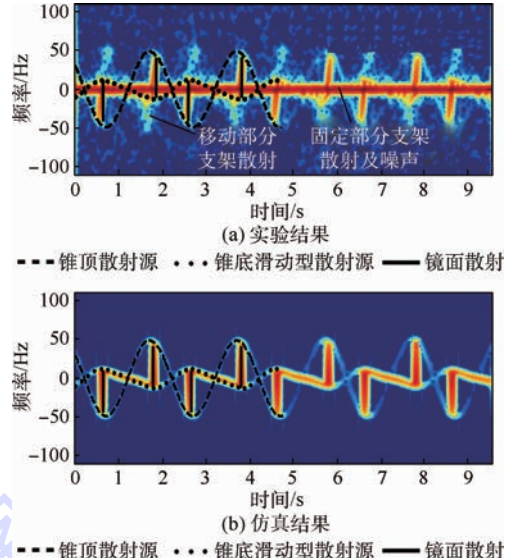 100
50
0
-50
-100
频率/Hz
移动部分
支架散射
固定部分支架
散射及噪声
0 1 2 3 4 5 6 7 8 9
时间/s
(a) 实验结果
锥顶散射源 锥底滑动型散射源 镜面散射
100
50
0
-50
-100
频率/Hz
0 1 2 3 4 5 6 7 8 9
时间/s
(b) 仿真结果
锥顶散射源 锥底滑动型散射源 镜面散射